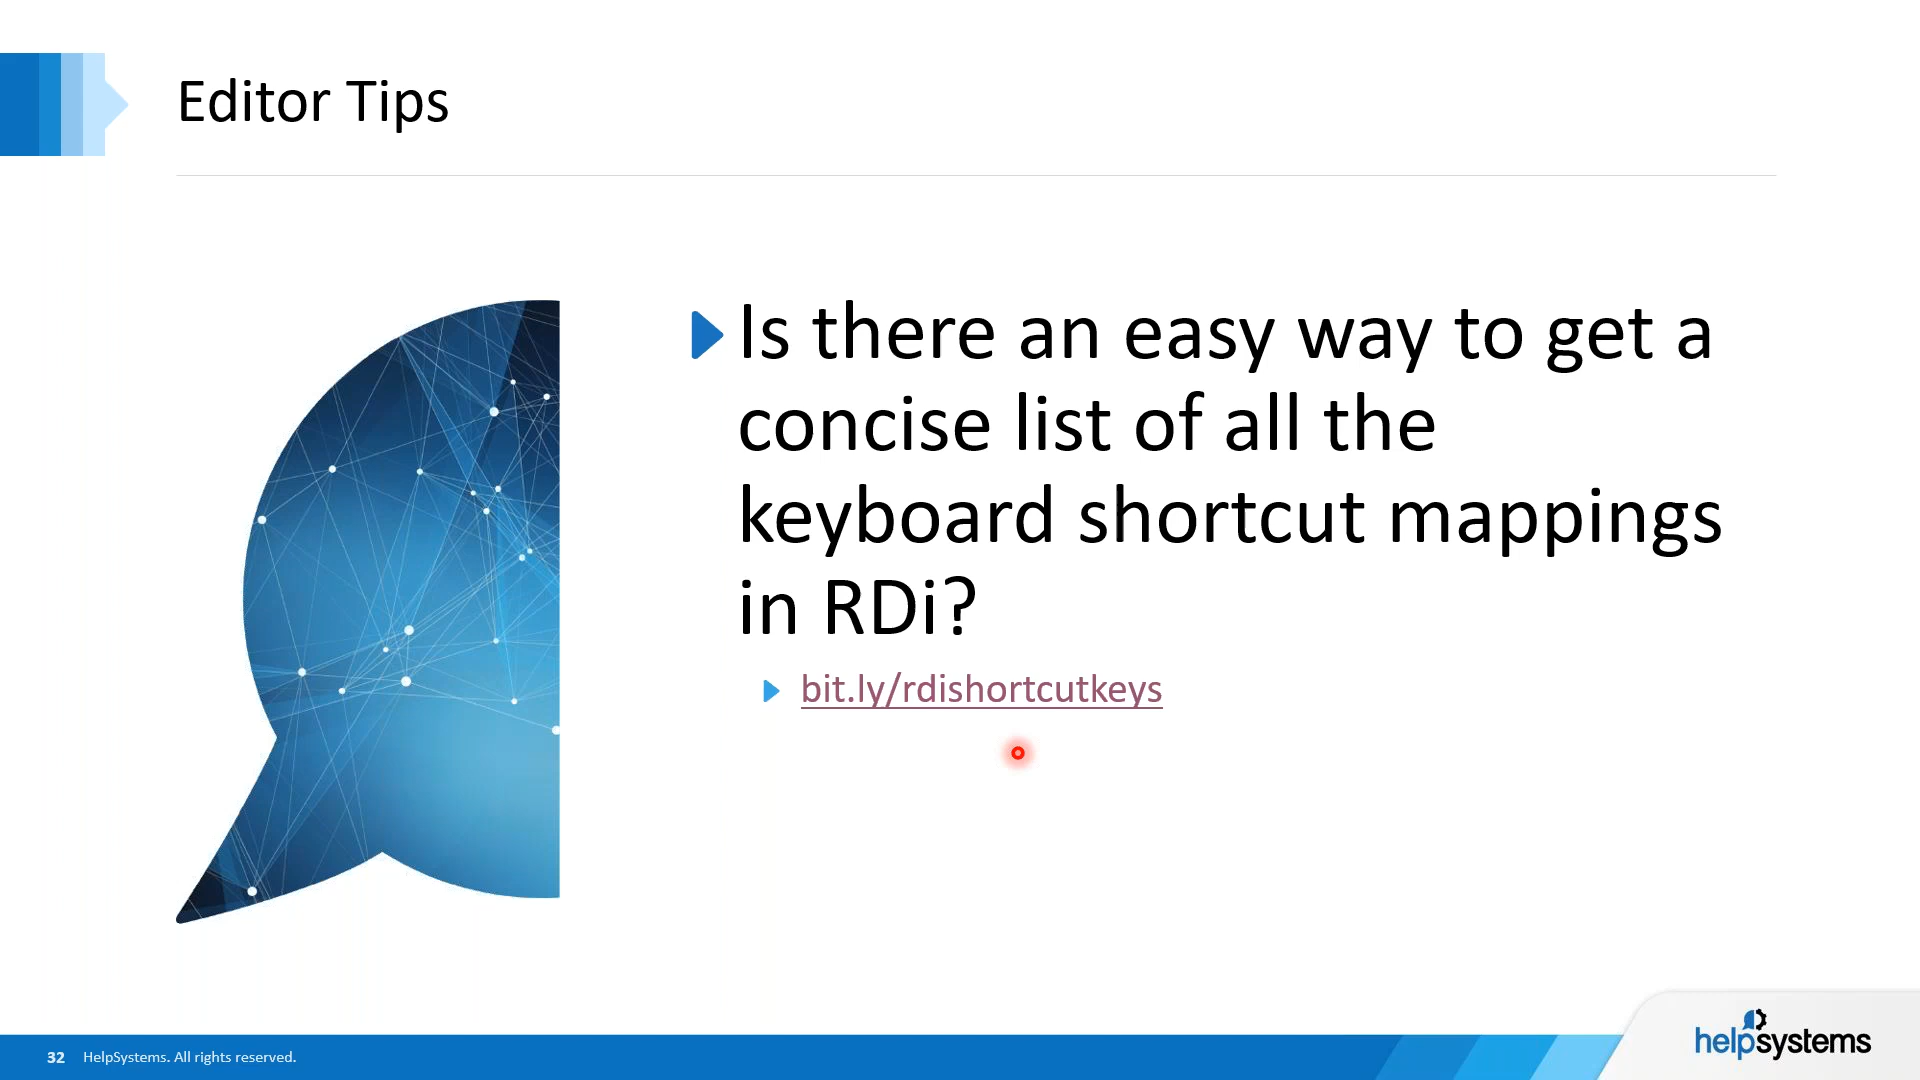 Editor Tips
Is there an easy way to get a
concise list of all the
keyboard shortcut mappings
in RDi?
bit.ly/rdishortcutkeys
32 HelpSystems. All rights reserved.
helpsystems